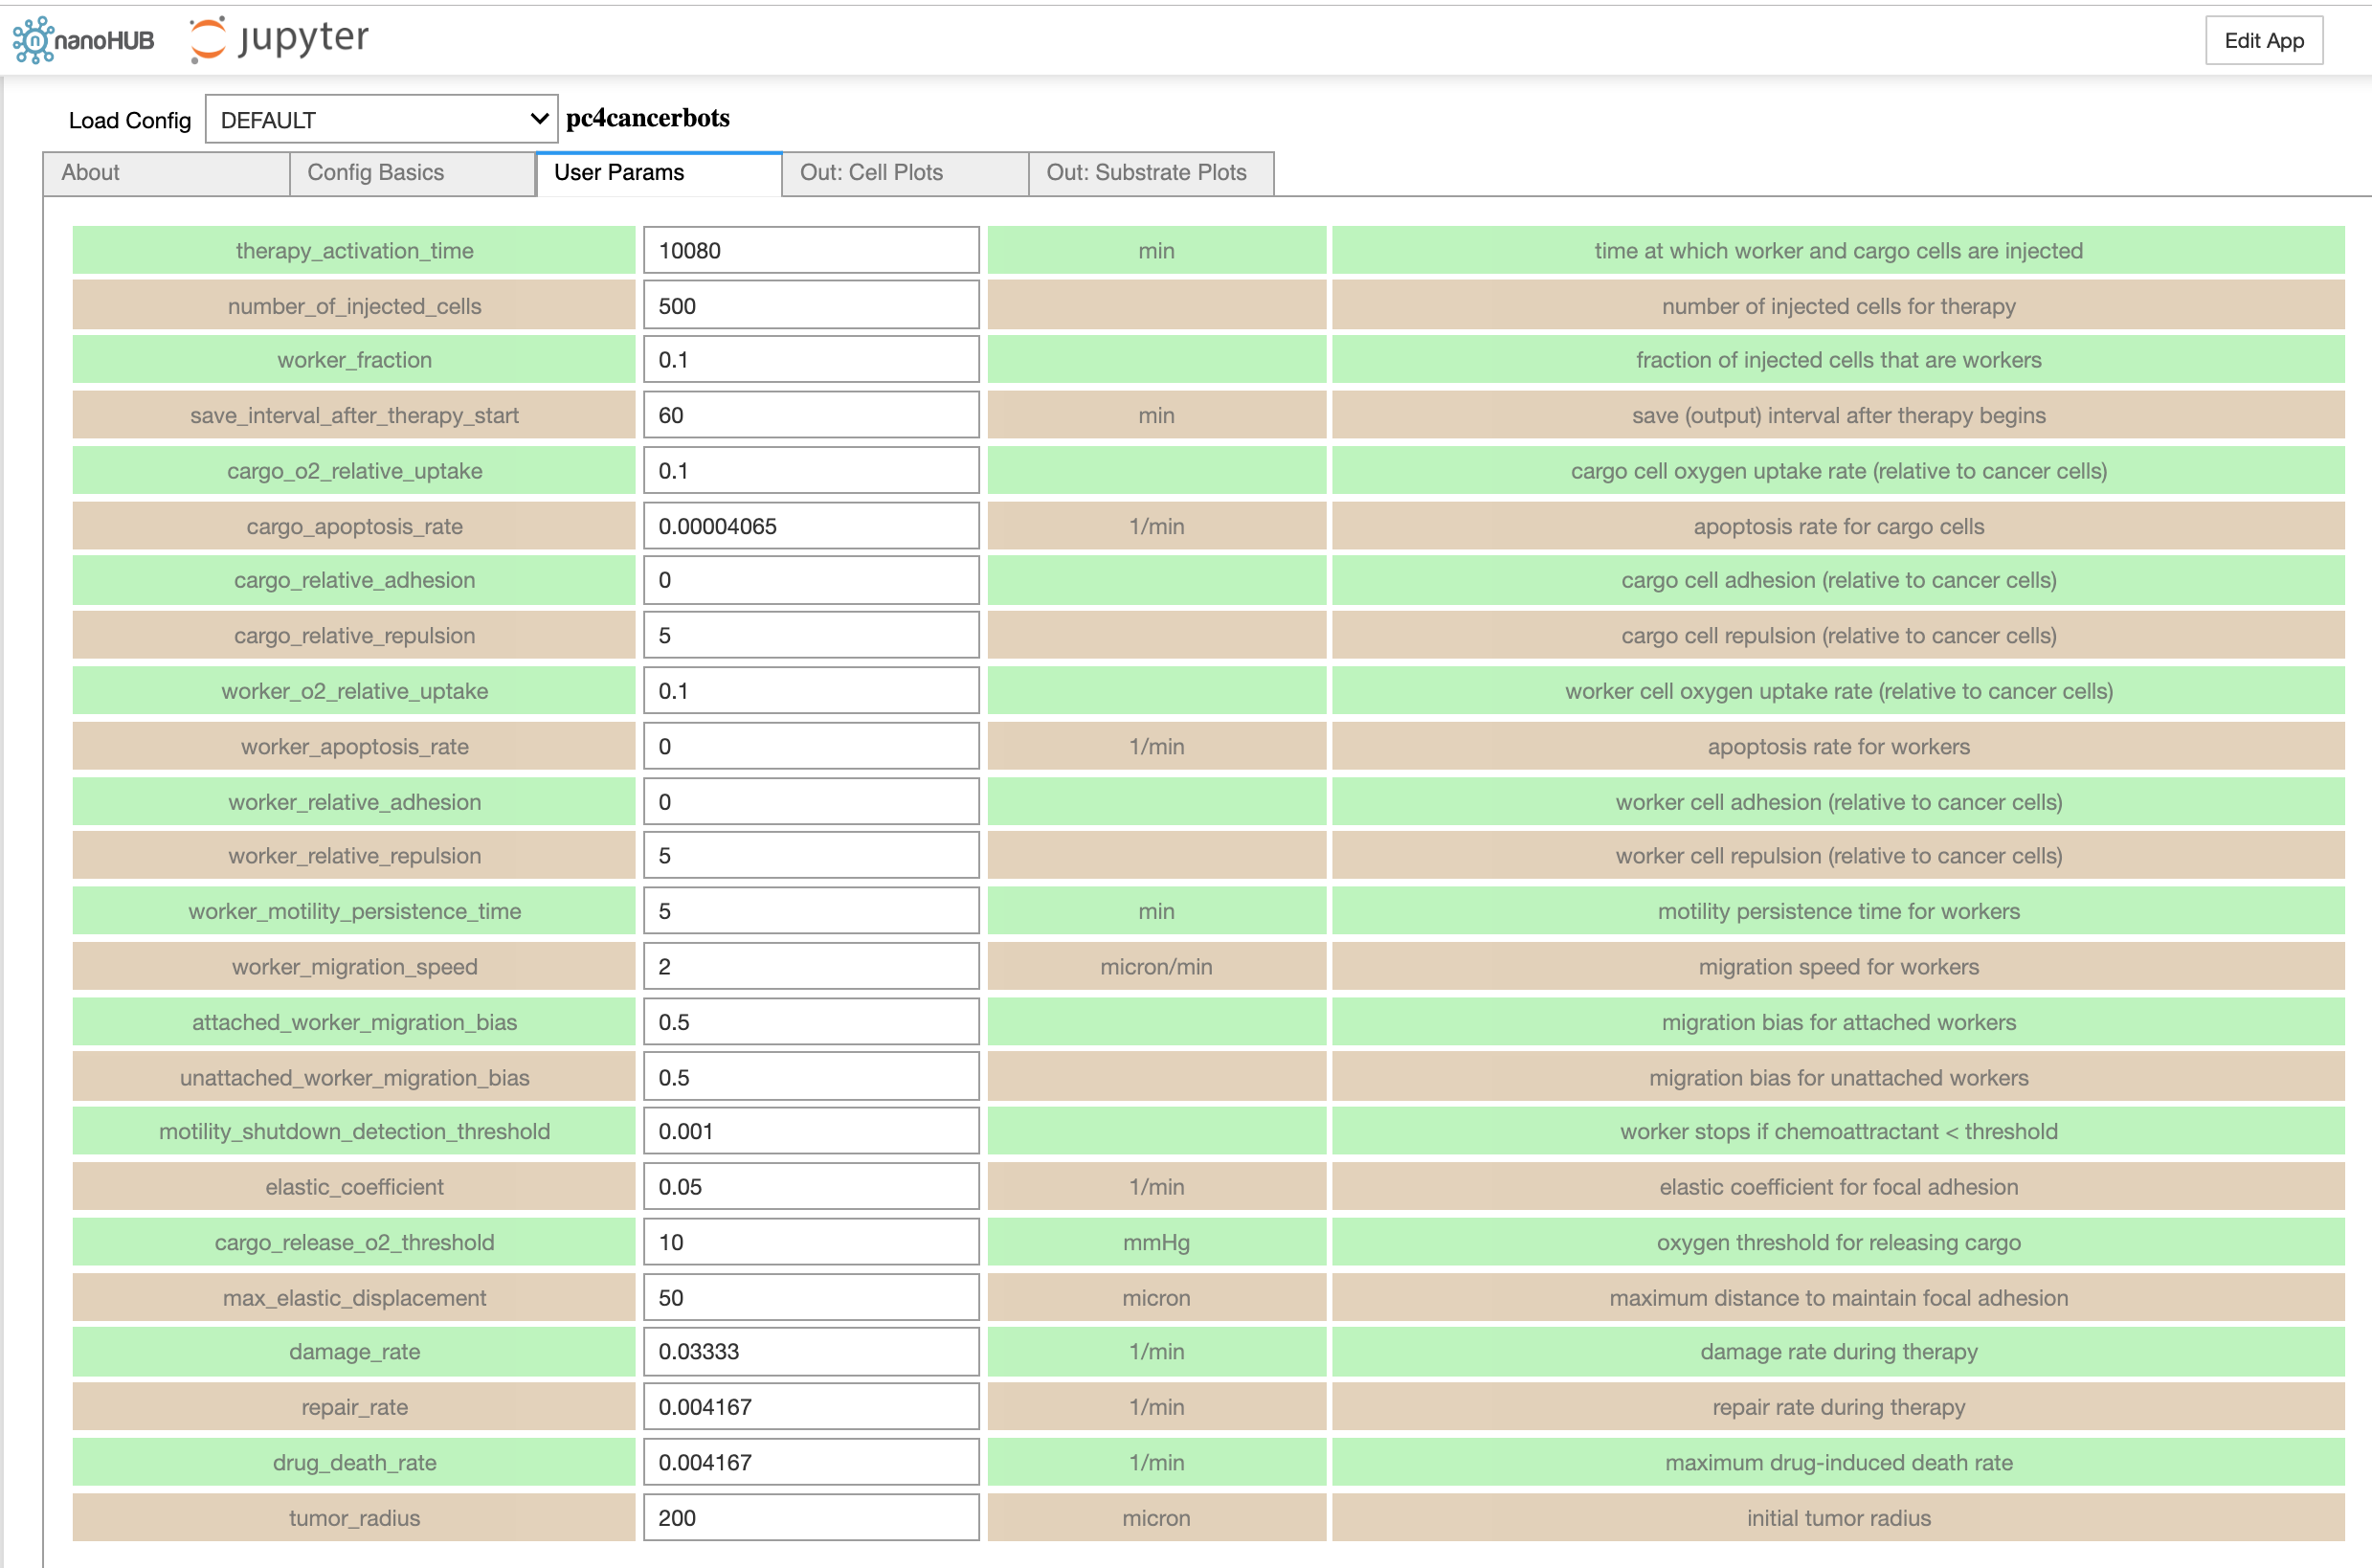 nanoHUB jupyter Edit App
Load Config DEFAULT pc4cancerbots
About Config Basics User Params Out: Cell Plots Out: Substrate Plots
therapy_activation_time 10080 min time at which worker and cargo cells are injected
number_of_injected_cells 500 number of injected cells for therapy
worker_fraction 0.1 fraction of injected cells that are workers
save_interval_after_therapy_start 60 min save (output) interval after therapy begins
cargo_o2_relative_uptake 0.1 cargo cell oxygen uptake rate (relative to cancer cells)
cargo_apoptosis_rate 0.00004065 1/min apoptosis rate for cargo cells
cargo_relative_adhesion 0 cargo cell adhesion (relative to cancer cells)
cargo_relative_repulsion 5 cargo cell repulsion (relative to cancer cells)
worker_o2_relative_uptake 0.1 worker cell oxygen uptake rate (relative to cancer cells)
worker_apoptosis_rate 0 1/min apoptosis rate for workers
worker_relative_adhesion 0 worker cell adhesion (relative to cancer cells)
worker_relative_repulsion 5 worker cell repulsion (relative to cancer cells)
worker_motility_persistence_time 5 min motility persistence time for workers
worker_migration_speed 2 micron/min migration speed for workers
attached_worker_migration_bias 0.5 migration bias for attached workers
unattached_worker_migration_bias 0.5 migration bias for unattached workers
motility_shutdown_detection_threshold 0.001 worker stops if chemoattractant < threshold
elastic_coefficient 0.05 1/min elastic coefficient for focal adhesion
cargo_release_o2_threshold 10 mmHg oxygen threshold for releasing cargo
max_elastic_displacement 50 micron maximum distance to maintain focal adhesion
damage_rate 0.03333 1/min damage rate during therapy
repair_rate 0.004167 1/min repair rate during therapy
drug_death_rate 0.004167 1/min maximum drug-induced death rate
tumor_radius 200 micron initial tumor radius